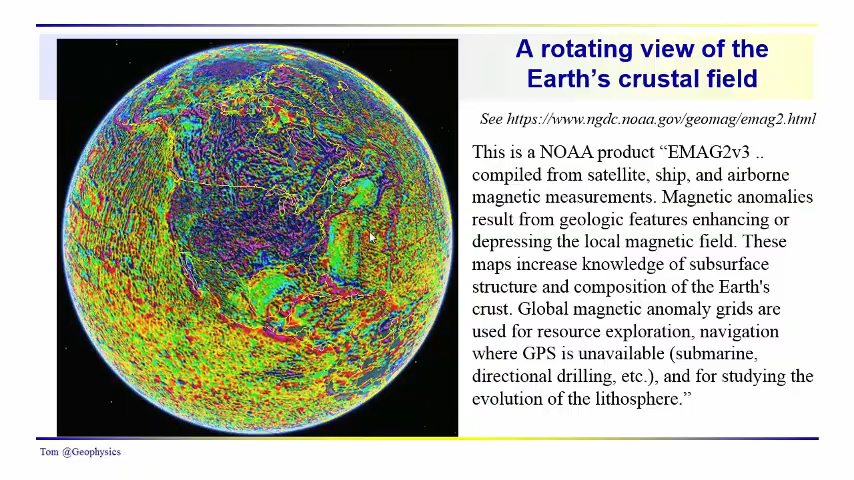 A rotating view of the
Earth’s crustal field
See https://www.ngdc.noaa.gov/geomag/emag2.html
This is a NOAA product “EMAG2v3 ..
compiled from satellite, ship, and airborne
magnetic measurements. Magnetic anomalies
result from geologic features enhancing or
depressing the local magnetic field. These
maps increase knowledge of subsurface
structure and composition of the Earth's
crust. Global magnetic anomaly grids are
used for resource exploration, navigation
where GPS is unavailable (submarine,
directional drilling, etc.), and for studying the
evolution of the lithosphere.”
Tom @Geophysics